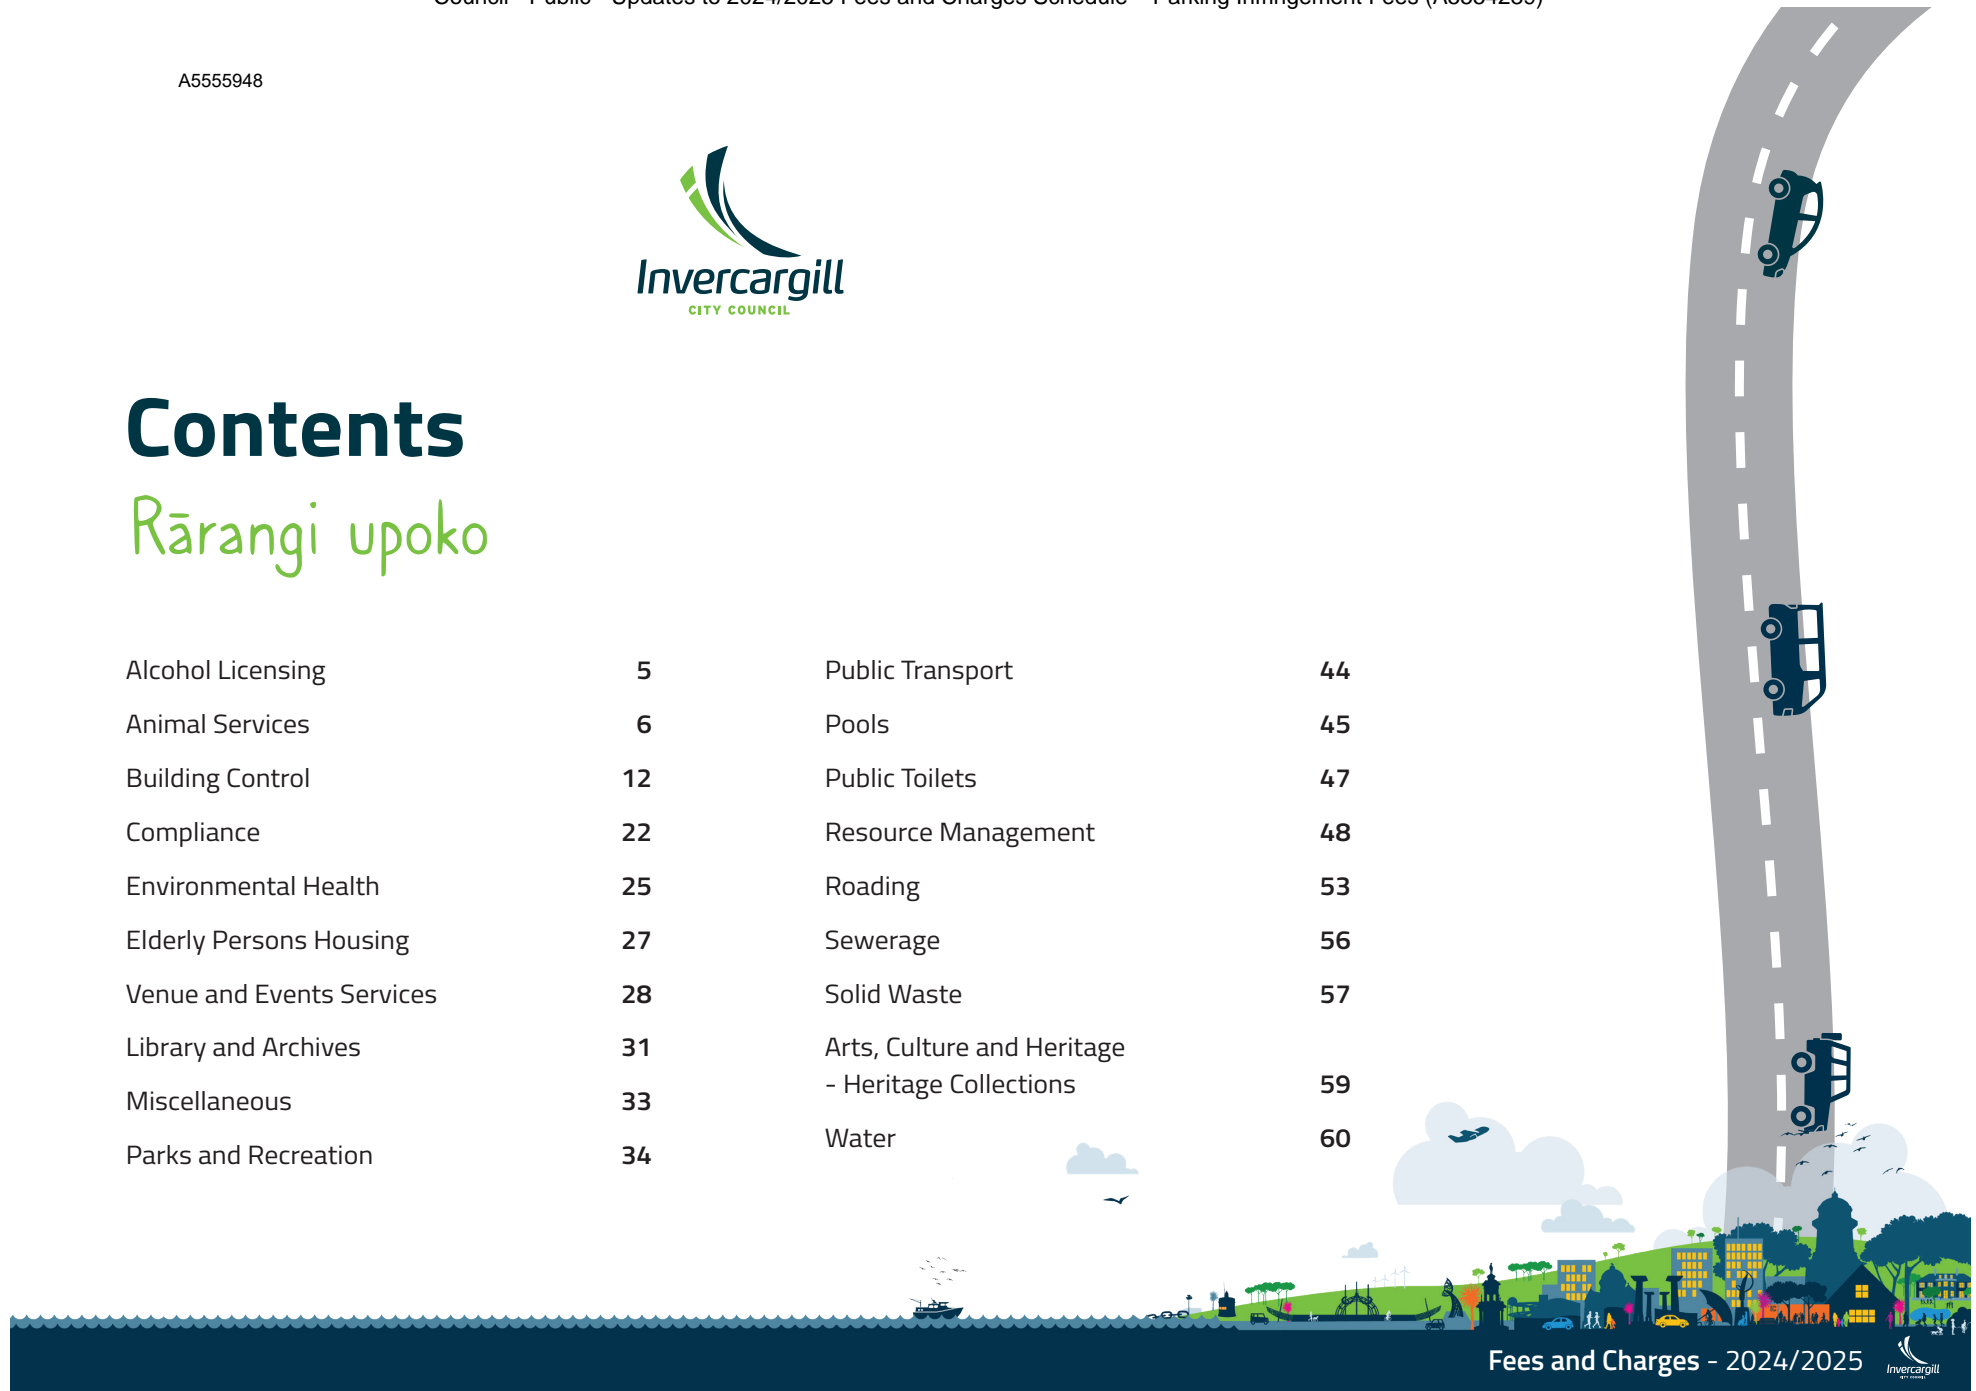 A5555948
Invercargill
CITY COUNCIL
Contents
Rārangi upoko
Alcohol Licensing 5
Animal Services 6
Building Control 12
Compliance 22
Environmental Health 25
Elderly Persons Housing 27
Venue and Events Services 28
Library and Archives 31
Miscellaneous 33
Parks and Recreation 34
Public Transport 44
Pools 45
Public Toilets 47
Resource Management 48
Roading 53
Sewerage 56
Solid Waste 57
Arts, Culture and Heritage
- Heritage Collections 59
Water 60
Fees and Charges - 2024/2025
Invercargill
CITY COUNCIL